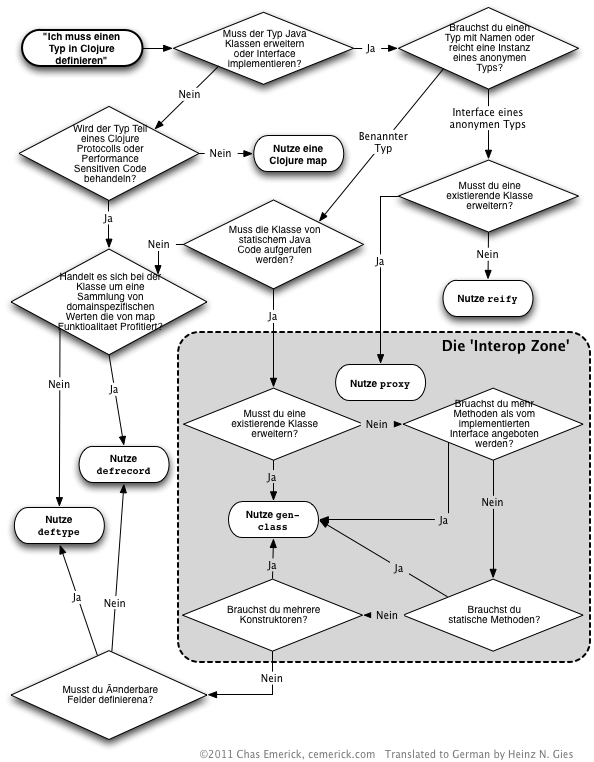 "Ich muss einen
Typ in Clojure
definieren"
Muss der Typ Java
Klassen erweitern
oder Interface
implementieren?
Ja
Brauchst du einen
Typ mit Namen oder
reicht eine Instanz
eines anonymen
Typs?
Nein
Interface eines
anonymen Typs
Benannter
Typ
Wird der Typ Teil
eines Clojure
Protocolls oder
Performance
Sensitiven Code
behandeln?
Nein
Nutze eine
Clojure map
Musst du eine
existierende Klasse
erweitern?
Ja
Nein
Muss die Klasse von
statischem Java
Code aufgerufen
werden?
Nein
Ja
Ja
Nein
Nutze reify
Handelt es sich bei der
Klasse um eine
Sammlung von
domainspezifischen
Werten die von map
Funktioalitaet Profitiert?
Die 'Interop Zone'
Nein
Ja
Nutze proxy
Musst du eine
existierende Klasse
erweitern?
Nein
Bruachst du mehr
Methoden als vom
implementierten
Interface angeboten
werden?
Nutze
defrecord
Ja
Nein
Nutze
deftype
Nutze gen-
class
Ja
Ja
Ja
Ja
Nein
Brauchst du mehrere
Konstruktoren?
Nein
Brauchst du
statische Methoden?
Nein
Musst du Ã¤nderbare
Felder definierena?
©2011 Chas Emerick, cemerick.com Translated to German by Heinz N. Gies